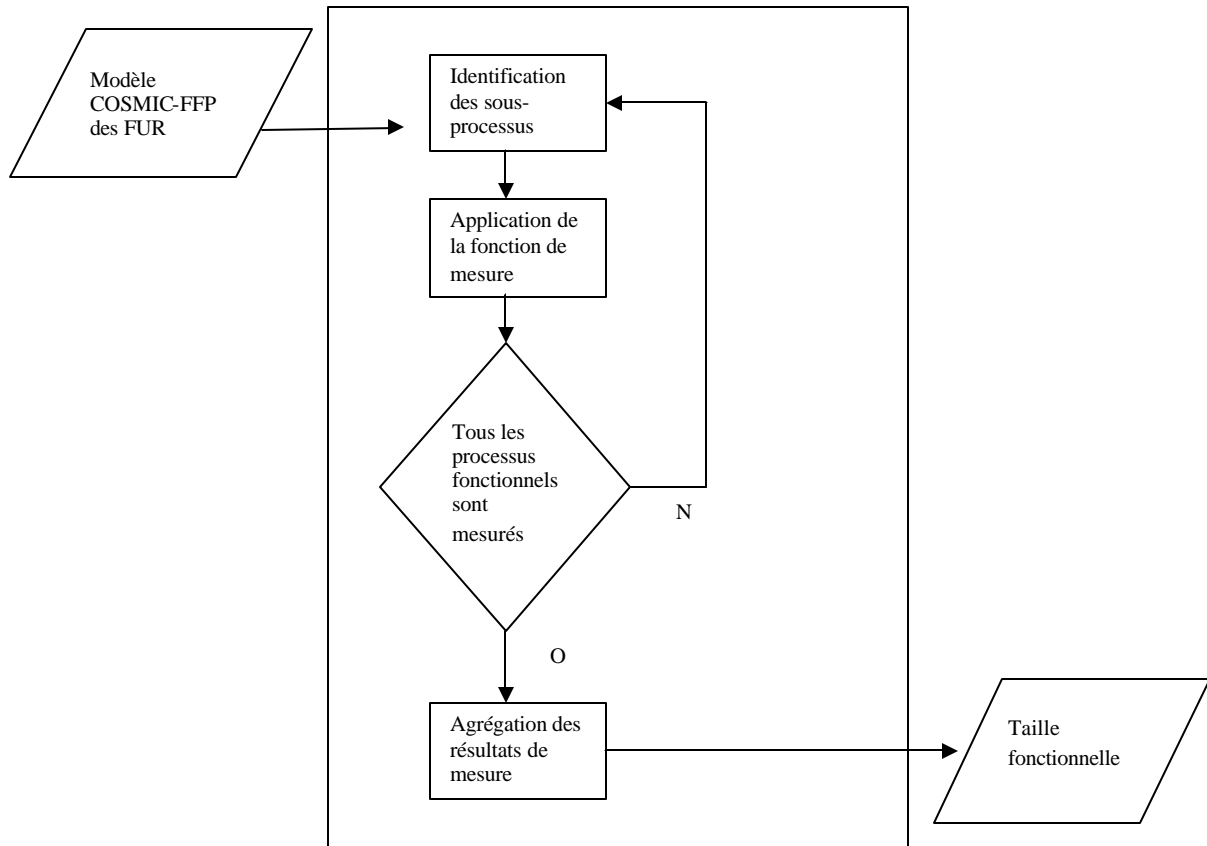 Modèle
COSMIC-FFP
des FUR
Identification
des sous-
processus
Application de
la fonction de
mesure
Tous les
processus
fonctionnels
sont
mesurés
N
O
Agrégation des
résultats de
mesure
Taille
fonctionnelle